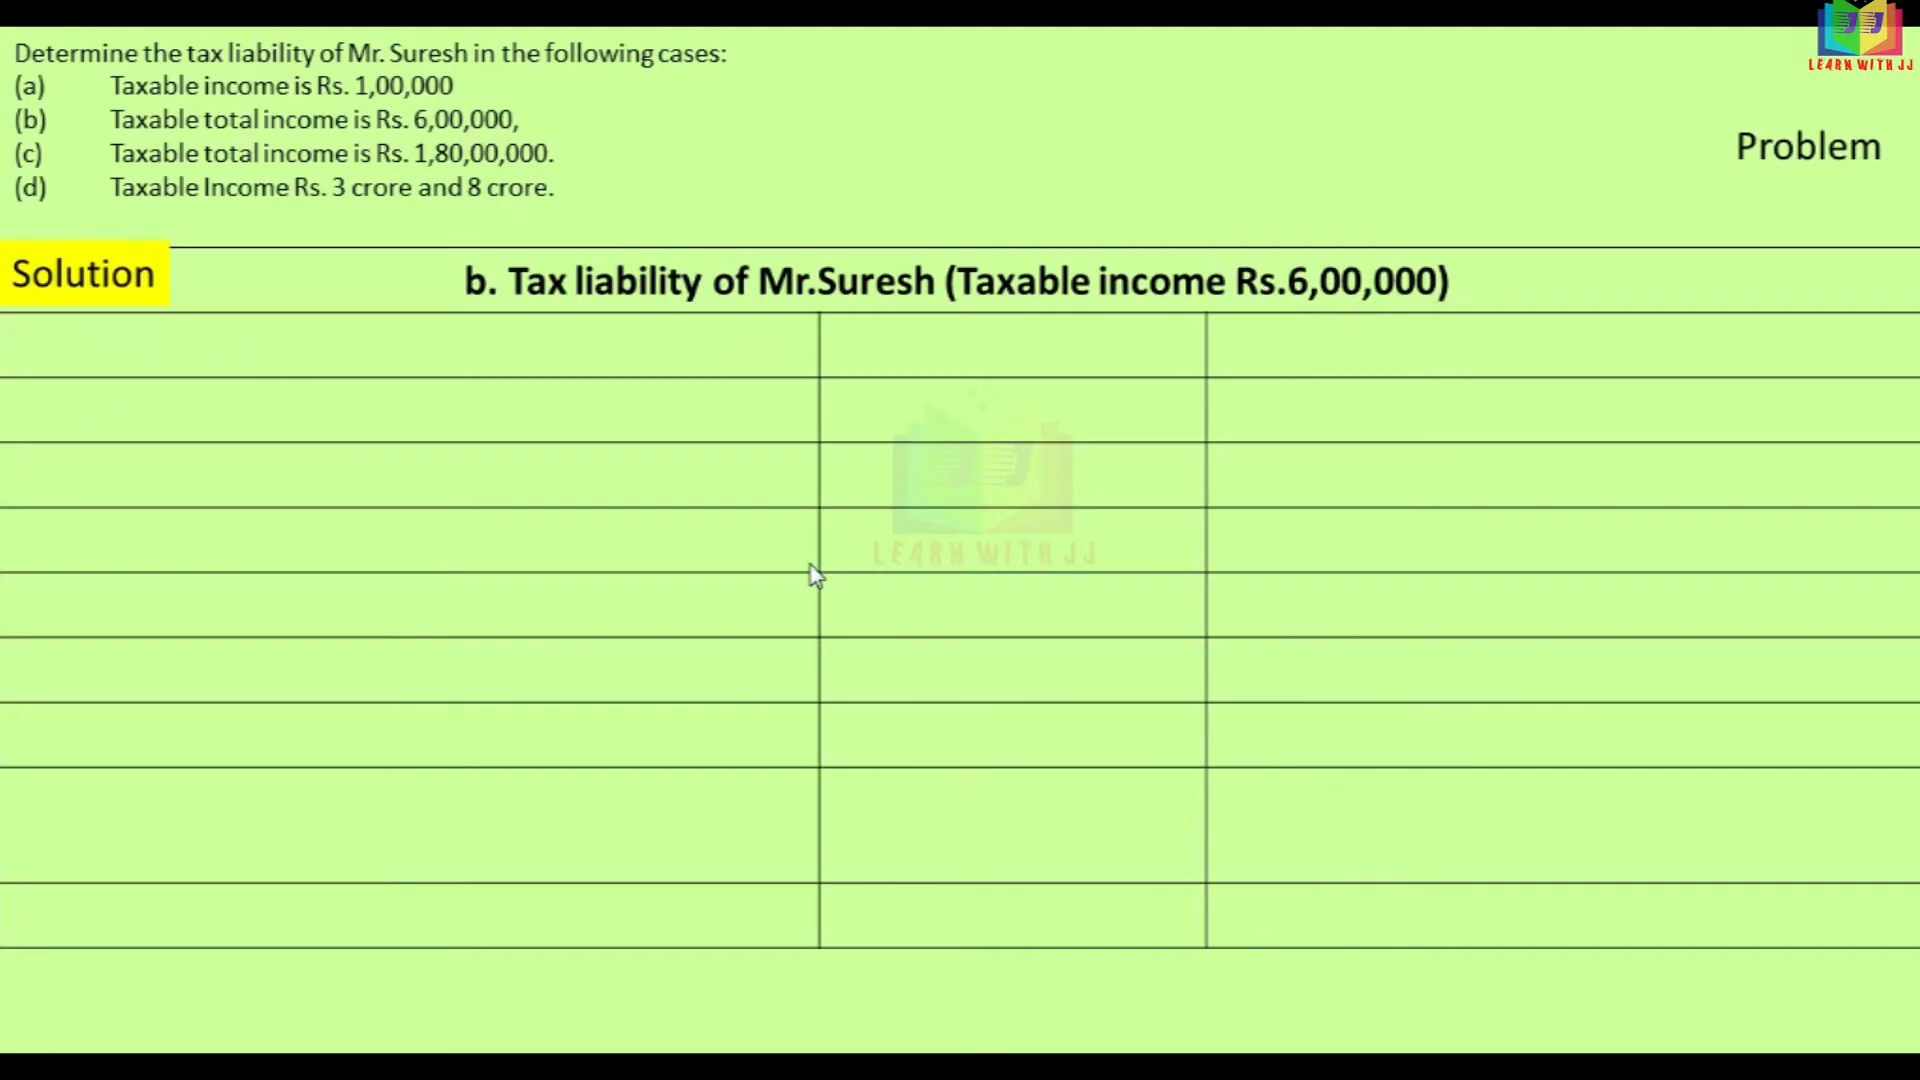 LEARN WITH JJ
Determine the tax liability of Mr. Suresh in the following cases:
(a) Taxable income is Rs. 1,00,000
(b) Taxable total income is Rs. 6,00,000,
(c) Taxable total income is Rs. 1,80,00,000.
(d) Taxable Income Rs. 3 crore and 8 crore.
Problem
Solution
b. Tax liability of Mr.Suresh (Taxable income Rs.6,00,000)
JJ
LEARN WITH JJ